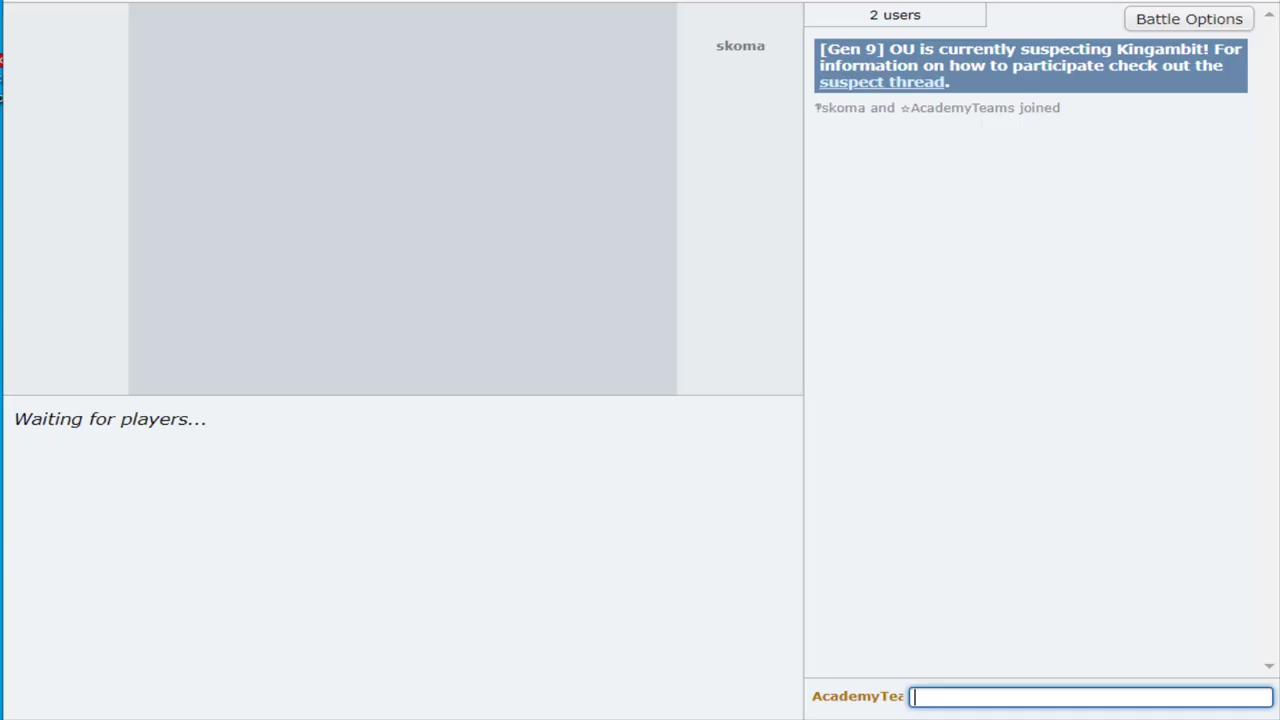 2 users
Battle Options
skoma
[Gen 9] OU is currently suspecting Kingambit! For
information on how to participate check out the
suspect thread.
‽skoma and ☆AcademyTeams joined
Waiting for players...
AcademyTea